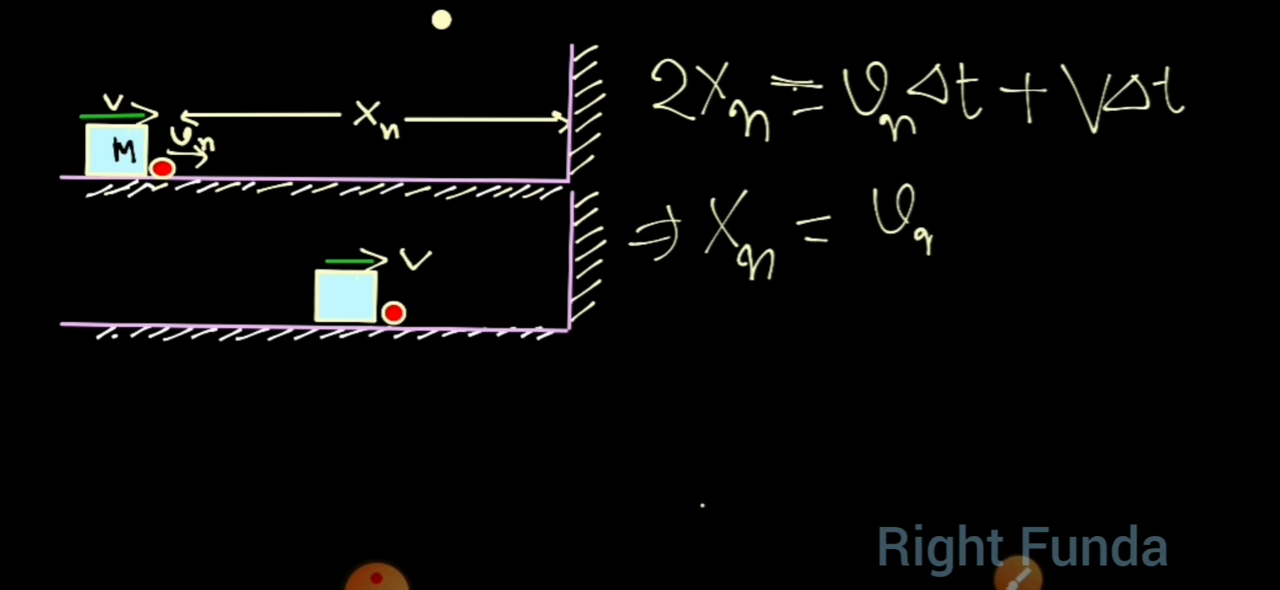 2Xn = vnΔt + VΔt
V
Xn
vn
M
⇒ Xn = vn
V
Right Funda